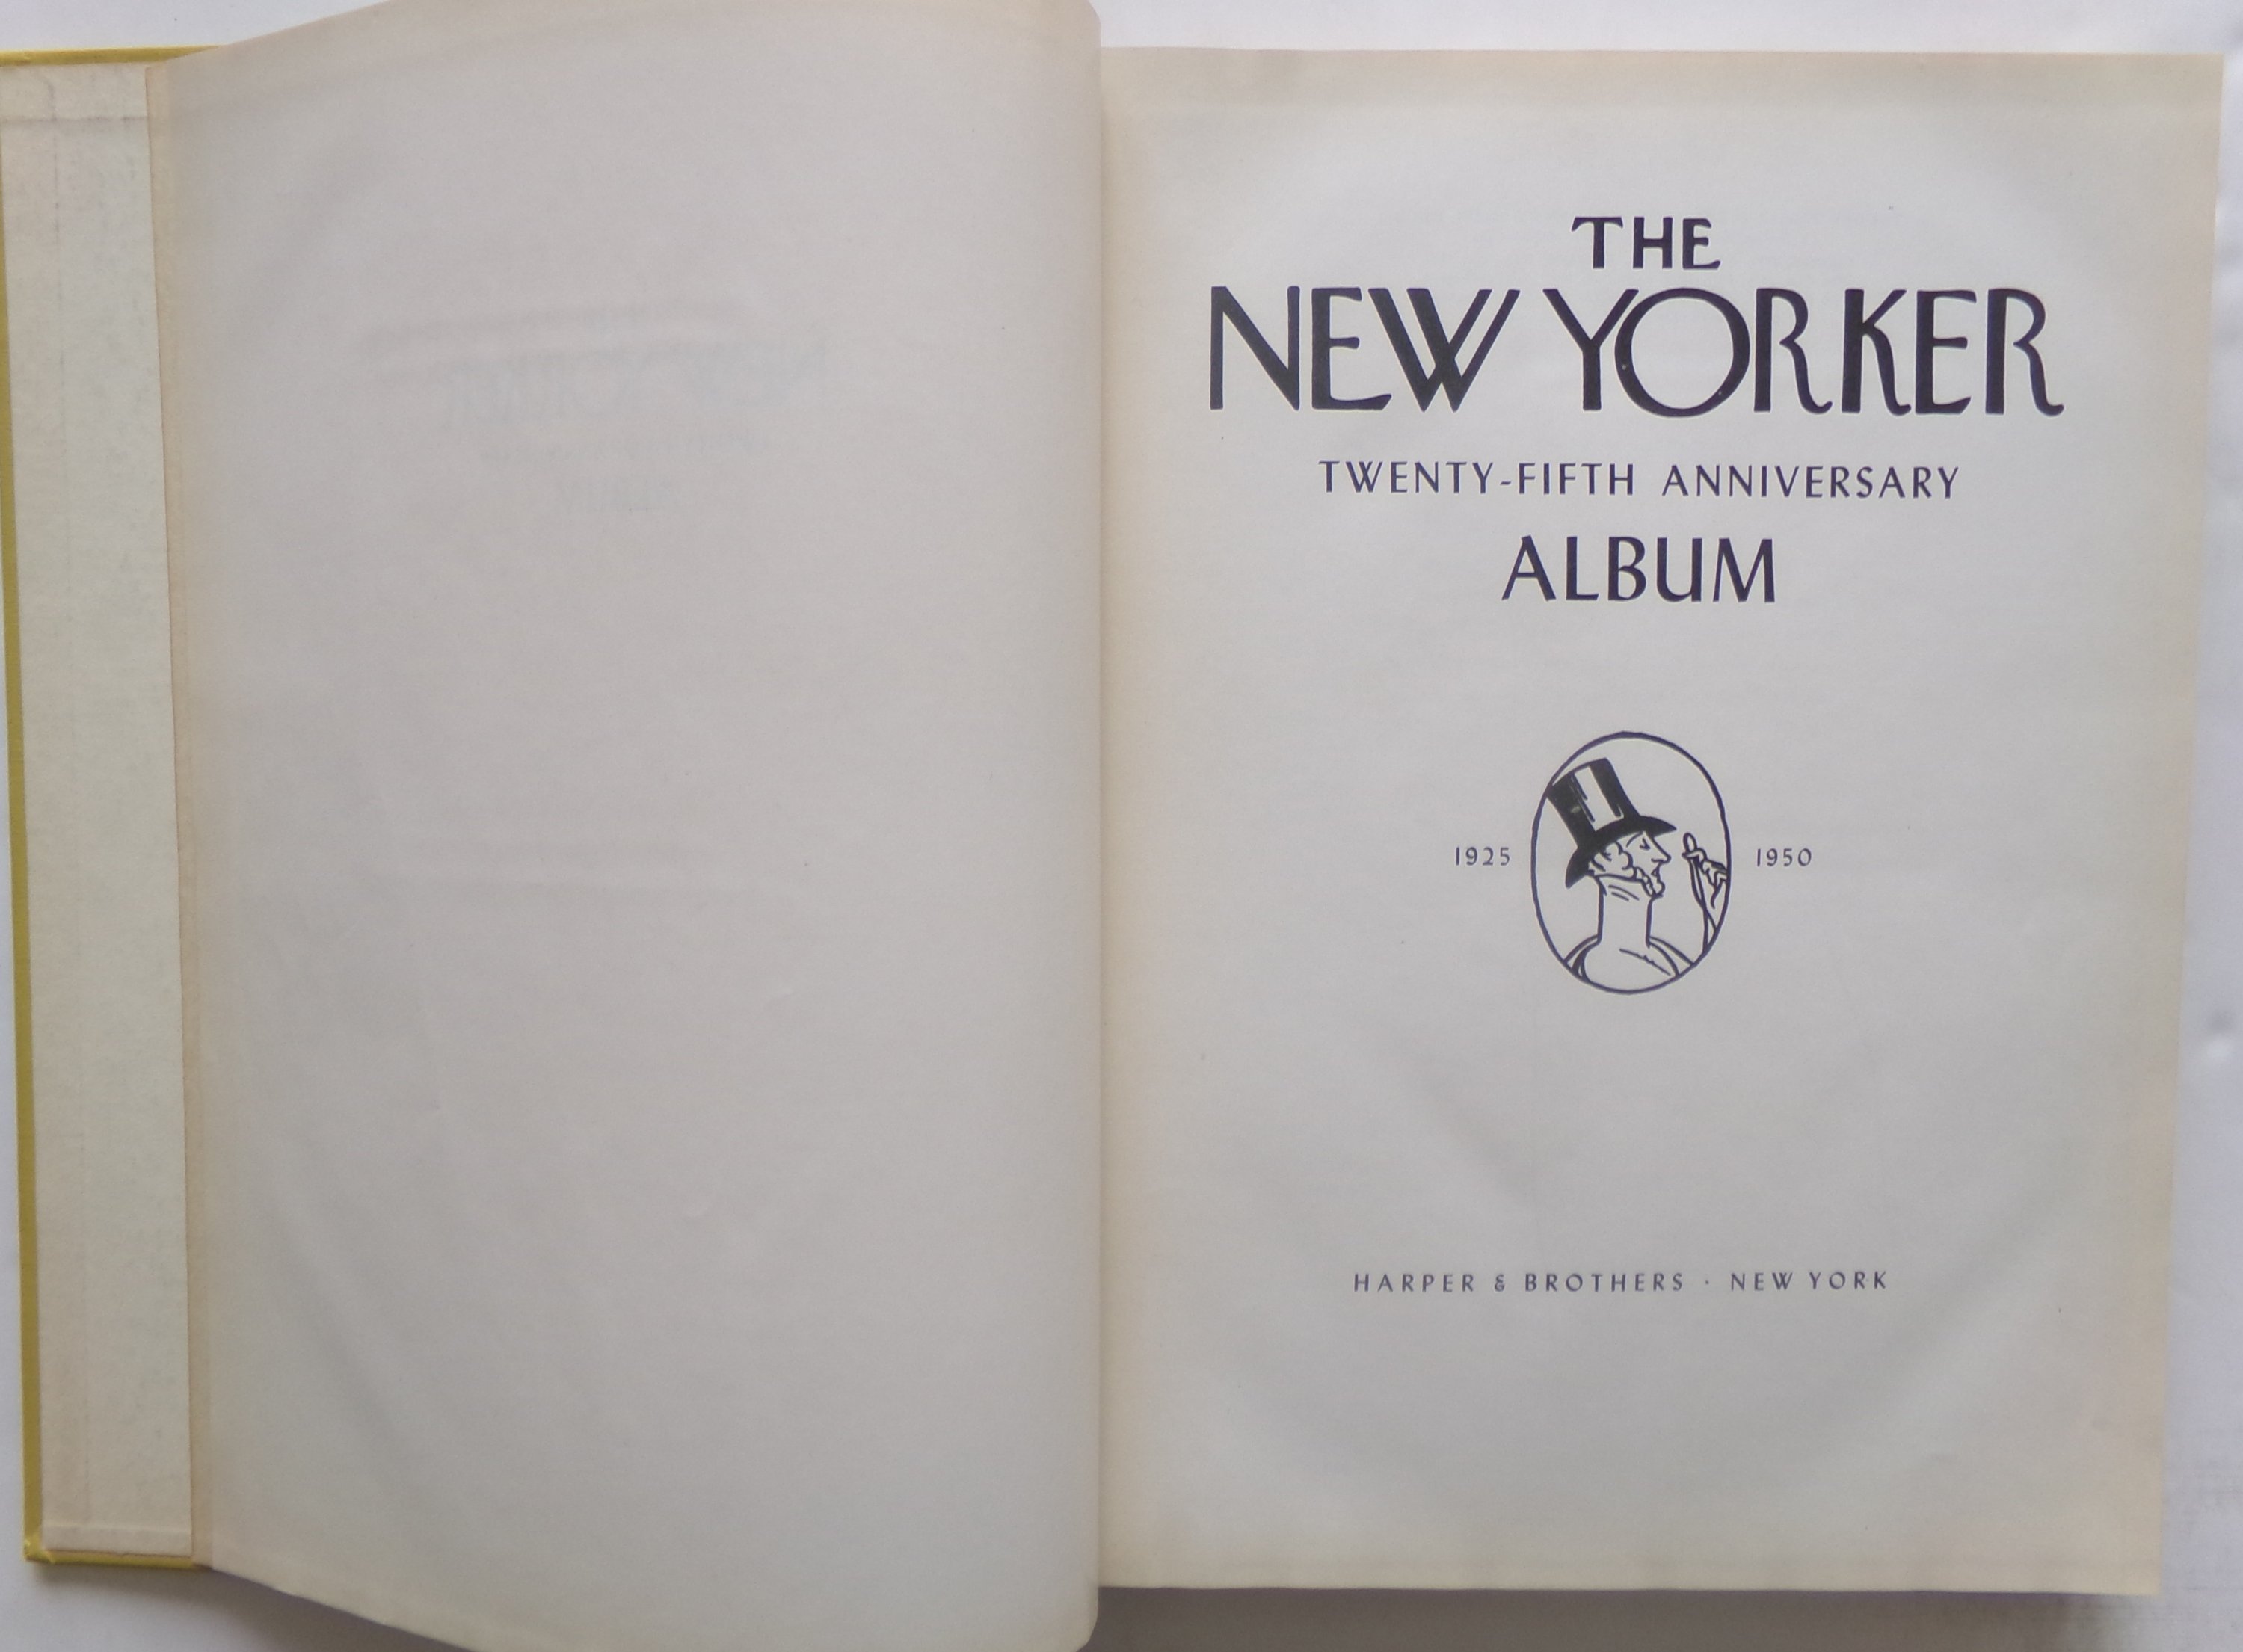 THE
NEW YORKER
TWENTY-FIFTH ANNIVERSARY
ALBUM
1925 1950
HARPER & BROTHERS · NEW YORK